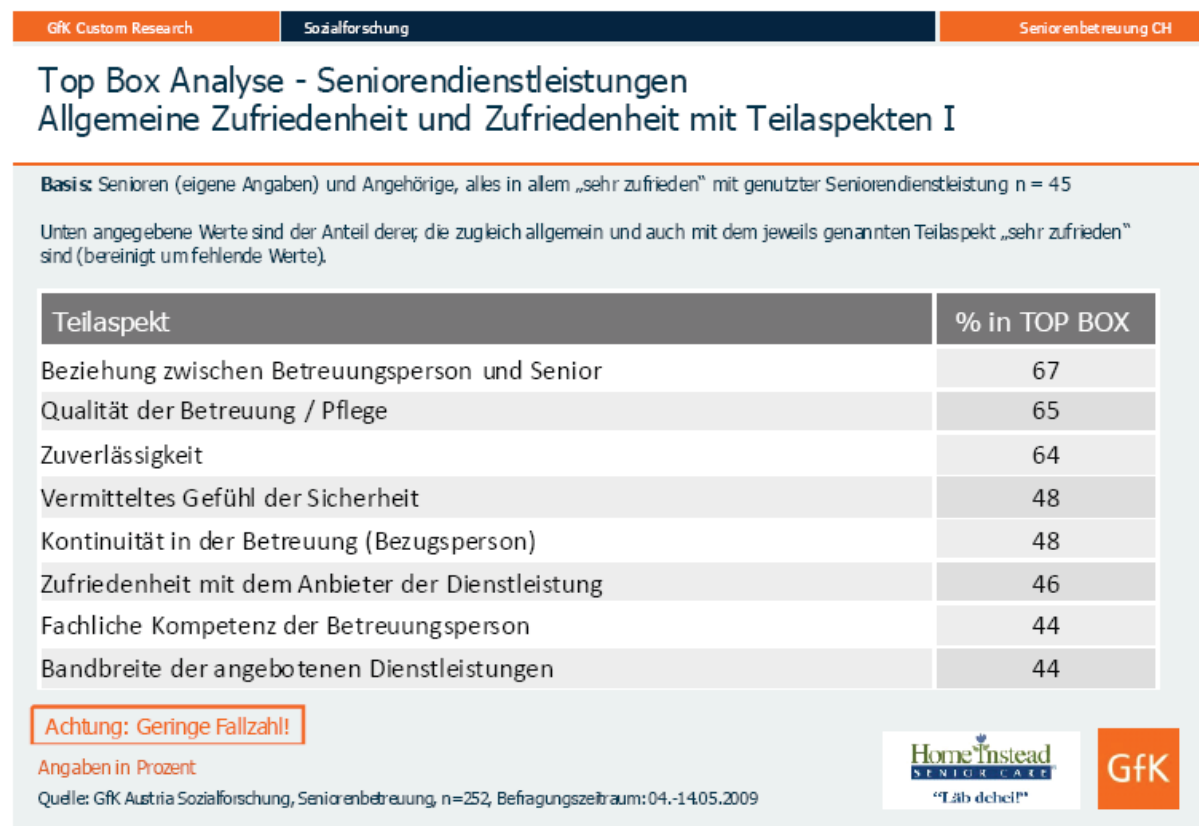 GfK Custom Research Sozialforschung Seniorenbetreuung CH
Top Box Analyse - Seniorendienstleistungen
Allgemeine Zufriedenheit und Zufriedenheit mit Teilaspekten I
Basis: Senioren (eigene Angaben) und Angehörige, alles in allem „sehr zufrieden“ mit genutzter Seniorendienstleistung n = 45
Unten angegebene Werte sind der Anteil derer, die zugleich allgemein und auch mit dem jeweils genannten Teilaspekt „sehr zufrieden“
sind (bereinigt um fehlende Werte).
Teilaspekt % in TOP BOX
Beziehung zwischen Betreuungsperson und Senior 67
Qualität der Betreuung / Pflege 65
Zuverlässigkeit 64
Vermitteltes Gefühl der Sicherheit 48
Kontinuität in der Betreuung (Bezugsperson) 48
Zufriedenheit mit dem Anbieter der Dienstleistung 46
Fachliche Kompetenz der Betreuungsperson 44
Bandbreite der angebotenen Dienstleistungen 44
Achtung: Geringe Fallzahl!
Angaben in Prozent
Quelle: GfK Austria Sozialforschung, Seniorenbetreuung, n=252, Befragungszeitraum: 04.-14.05.2009
Home Instead
SENIOR CARE
“Läb dehei!”
GfK